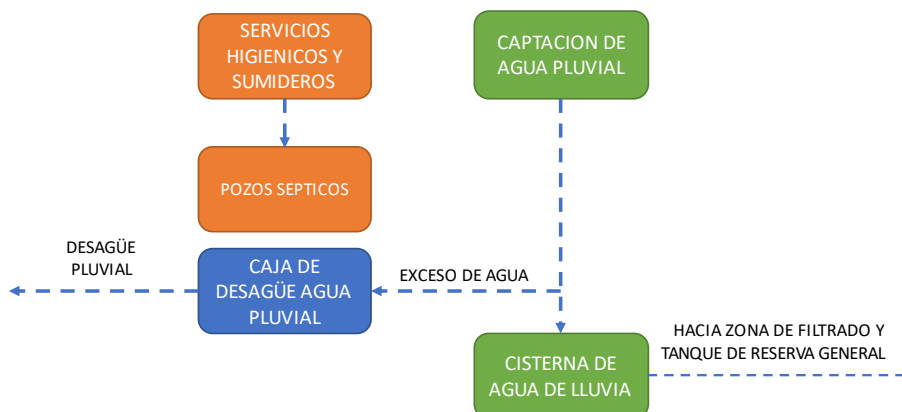 SERVICIOS
HIGIENICOS Y
SUMIDEROS
CAPTACION DE
AGUA PLUVIAL
POZOS SEPTICOS
DESAGÜE
PLUVIAL
CAJA DE
DESAGÜE AGUA
PLUVIAL
EXCESO DE AGUA
HACIA ZONA DE FILTRADO Y
TANQUE DE RESERVA GENERAL
CISTERNA DE
AGUA DE LLUVIA